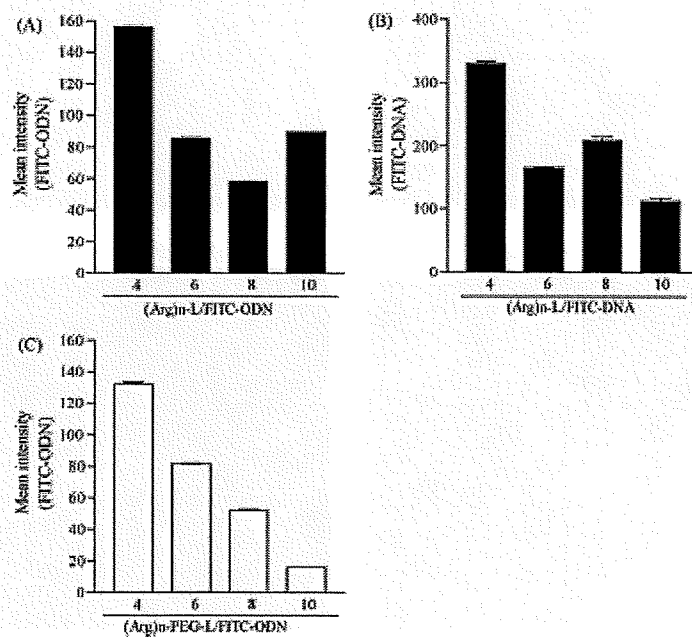 (A)
Mean intensity
(FITC-ODN)
160
140
120
100
80
60
40
20
0
4 6 8 10
(Arg)n-L/FITC-ODN
(B)
Mean intensity
(FITC-DNA)
400
300
200
100
0
4 6 8 10
(Arg)n-L/FITC-DNA
(C)
Mean intensity
(FITC-ODN)
160
140
120
100
80
60
40
20
0
4 6 8 10
(Arg)n-PEG-L/FITC-ODN